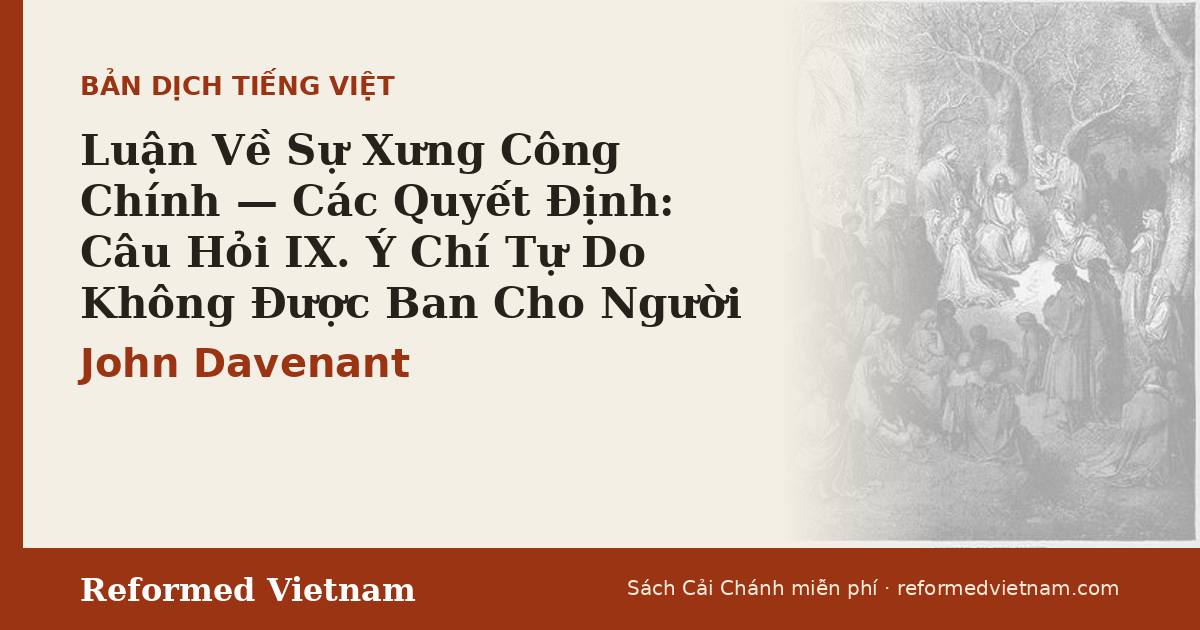 BẢN DỊCH TIẾNG VIỆT
Luận Về Sự Xưng Công
Chính — Các Quyết Định:
Câu Hỏi IX. Ý Chí Tự Do
Không Được Ban Cho Người
John Davenant
Reformed Vietnam
Sách Cải Chánh miễn phí · reformedvietnam.com